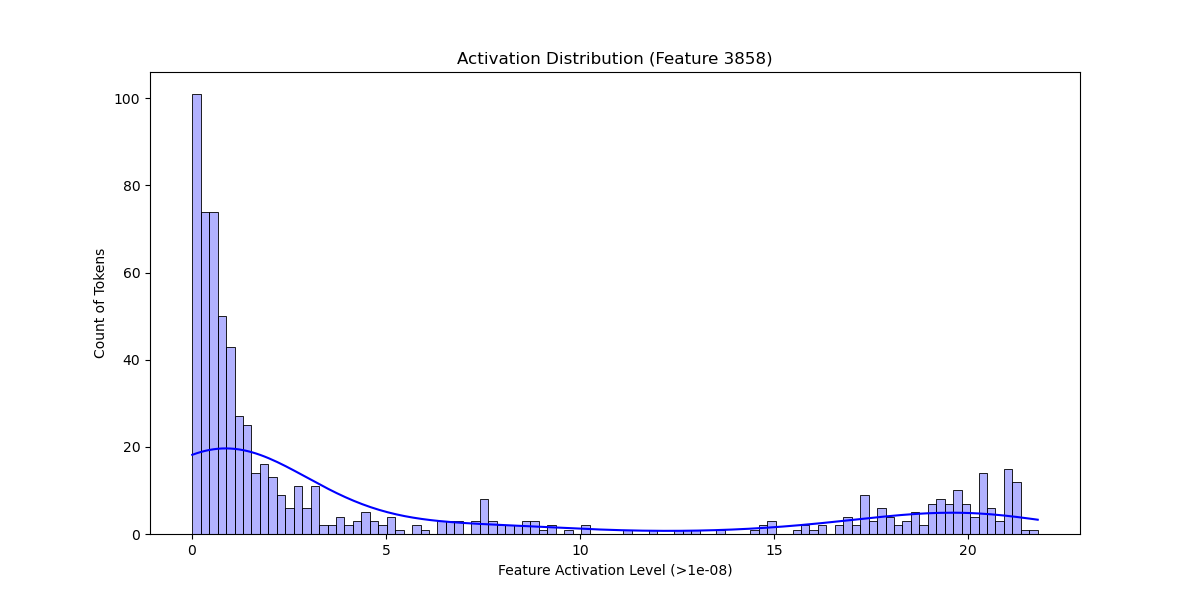 Activation Distribution (Feature 3858)
Count of Tokens
100
80
60
40
20
0
0 5 10 15 20
Feature Activation Level (>1e-08)